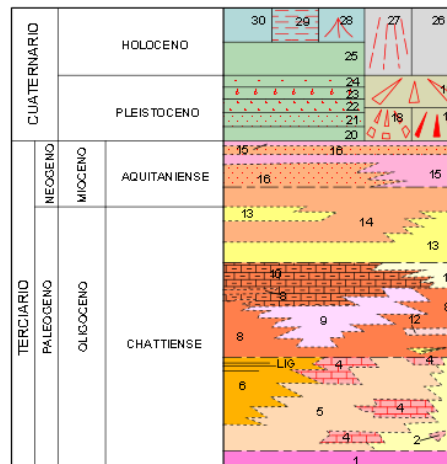 CUATERNARIO
HOLOCENO
PLEISTOCENO
TERCIARIO
NEOGENO
MIOCENO
AQUITANIENSE
PALEOGENO
OLIGOCENO
CHATTIENSE
30 29 28 27 26
25
24
23
22
21
20
18
15 16
16 15
13 14
13
10
8
9
12
8
LIG
4 4
6
5 4
4 2
1